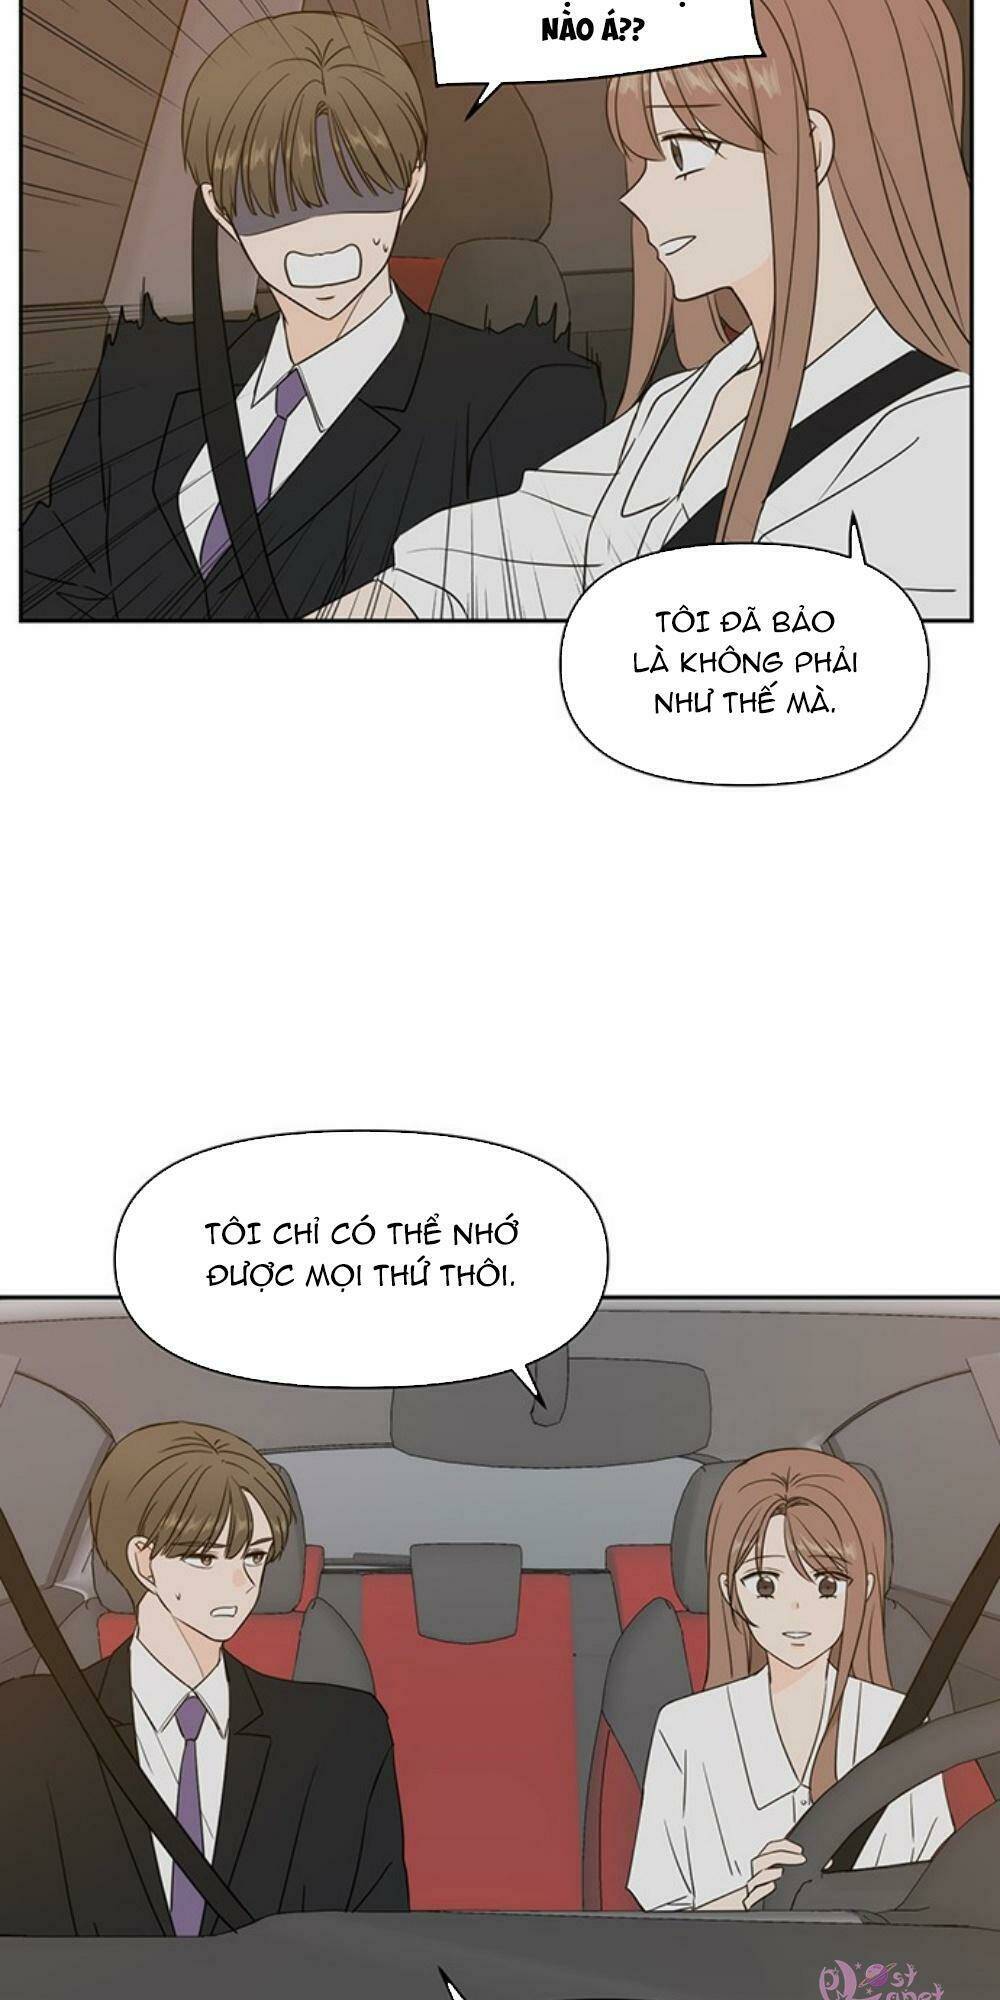 NÀO Á??
TÔI ĐÃ BẢO
LÀ KHÔNG PHẢI
NHƯ THẾ MÀ.
TÔI CHỈ CÓ THỂ NHỚ
ĐƯỢC MỌI THỨ THÔI.